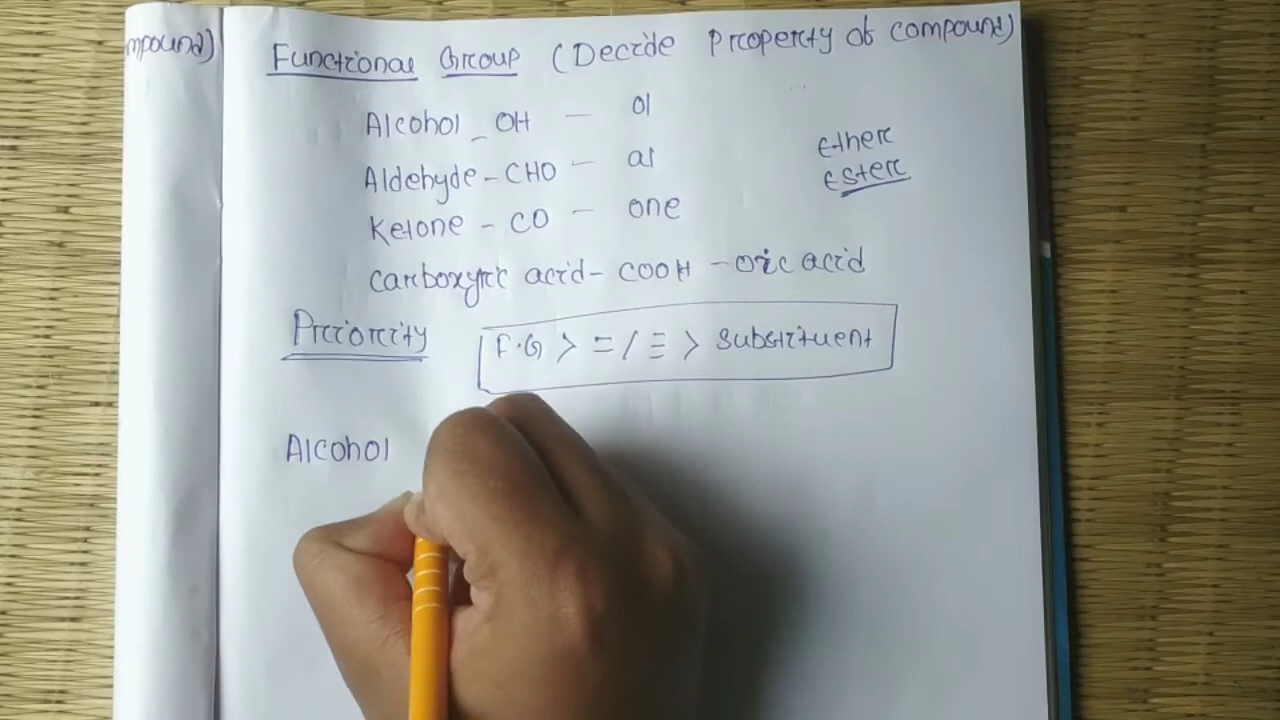 mpound)
Functional Group (Decide Property of compound)
Alcohol - OH - ol
Aldehyde - CHO - al
Ketone - CO - one
Carboxylic acid - COOH - oic acid
Ether
Ester
Priority F.G > = / ≡ > substituent
Alcohol